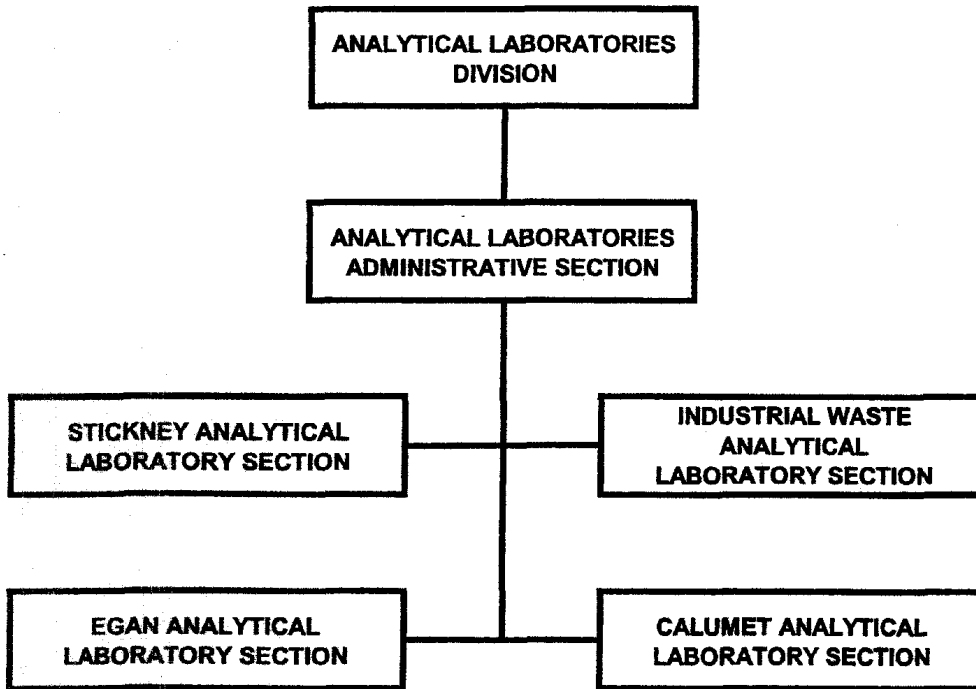 ANALYTICAL LABORATORIES
DIVISION
ANALYTICAL LABORATORIES
ADMINISTRATIVE SECTION
STICKNEY ANALYTICAL
LABORATORY SECTION
INDUSTRIAL WASTE
ANALYTICAL
LABORATORY SECTION
EGAN ANALYTICAL
LABORATORY SECTION
CALUMET ANALYTICAL
LABORATORY SECTION